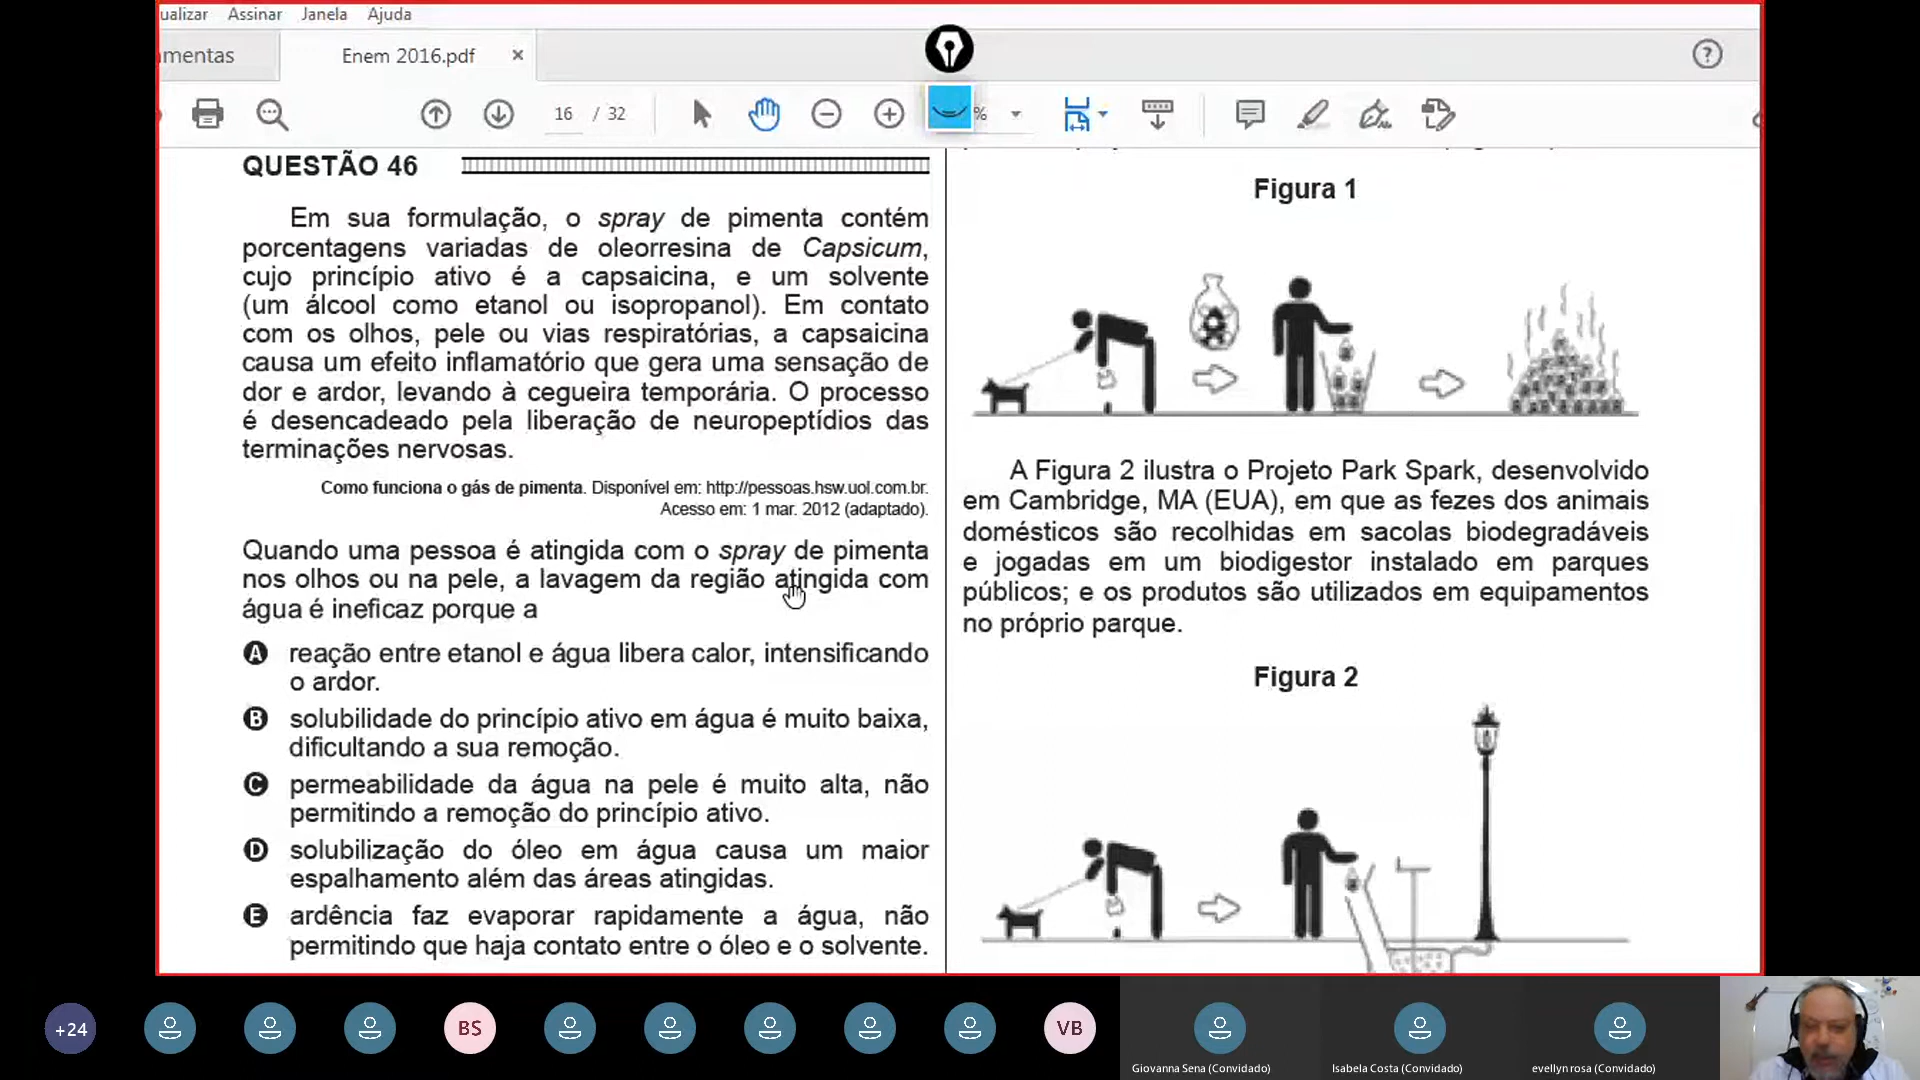 ualizar Assinar Janela Ajuda
amentas Enem 2016.pdf
16 / 32 %
QUESTÃO 46
Em sua formulação, o spray de pimenta contém
porcentagens variadas de oleorresina de Capsicum,
cujo princípio ativo é a capsaicina, e um solvente
(um álcool como etanol ou isopropanol). Em contato
com os olhos, pele ou vias respiratórias, a capsaicina
causa um efeito inflamatório que gera uma sensação de
dor e ardor, levando à cegueira temporária. O processo
é desencadeado pela liberação de neuropeptídios das
terminações nervosas.
Como funciona o gás de pimenta. Disponível em: http://pessoas.hsw.uol.com.br.
Acesso em: 1 mar. 2012 (adaptado).
Quando uma pessoa é atingida com o spray de pimenta
nos olhos ou na pele, a lavagem da região atingida com
água é ineficaz porque a
A reação entre etanol e água libera calor, intensificando
o ardor.
B solubilidade do princípio ativo em água é muito baixa,
dificultando a sua remoção.
C permeabilidade da água na pele é muito alta, não
permitindo a remoção do princípio ativo.
D solubilização do óleo em água causa um maior
espalhamento além das áreas atingidas.
E ardência faz evaporar rapidamente a água, não
permitindo que haja contato entre o óleo e o solvente.
Figura 1
A Figura 2 ilustra o Projeto Park Spark, desenvolvido
em Cambridge, MA (EUA), em que as fezes dos animais
domésticos são recolhidas em sacolas biodegradáveis
e jogadas em um biodigestor instalado em parques
públicos; e os produtos são utilizados em equipamentos
no próprio parque.
Figura 2
+24 BS VB
Giovanna Sena (Convidado) Isabela Costa (Convidado) evellyn rosa (Convidado)